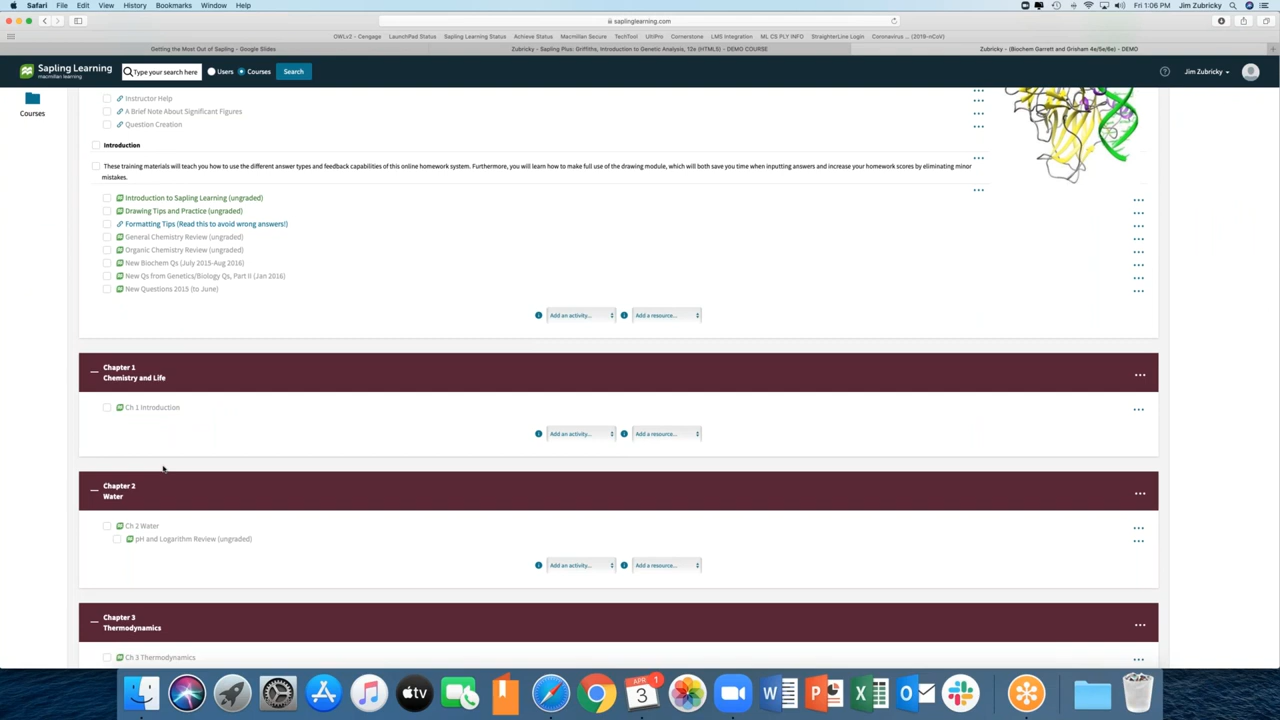 Safari File Edit View History Bookmarks Window Help
Fri 1:06 PM Jim Zubricky
saplinglearning.com
OWLv2 - Cengage LaunchPad Status Sapling Learning Status Achieve Status Macmillan Secure TechTool UltiPro Cornerstone LMS Integration ML CS PLY INFO StraighterLine Login Coronavirus ... (2019-nCoV)
Getting the Most Out of Sapling - Google Slides
Zubricky - Sapling Plus: Griffiths, Introduction to Genetic Analysis, 12e (HTML5) - DEMO COURSE
Zubricky - (Biochem Garrett and Grisham 4e/5e/6e) - DEMO
Sapling Learning
macmillan learning
Type your search here
Users
Courses
Search
Jim Zubricky
Courses
Instructor Help
A Brief Note About Significant Figures
Question Creation
Introduction
These training materials will teach you how to use the different answer types and feedback capabilities of this online homework system. Furthermore, you will learn how to make full use of the drawing module, which will both save you time when inputting answers and increase your homework scores by eliminating minor
mistakes.
Introduction to Sapling Learning (ungraded)
Drawing Tips and Practice (ungraded)
Formatting Tips (Read this to avoid wrong answers!)
General Chemistry Review (ungraded)
Organic Chemistry Review (ungraded)
New Biochem Qs (July 2015-Aug 2016)
New Qs from Genetics/Biology Qs, Part II (Jan 2016)
New Questions 2015 (to June)
Add an activity... Add a resource...
Chapter 1
Chemistry and Life
Ch 1 Introduction
Add an activity... Add a resource...
Chapter 2
Water
Ch 2 Water
pH and Logarithm Review (ungraded)
Add an activity... Add a resource...
Chapter 3
Thermodynamics
Ch 3 Thermodynamics
APR
3
1
tv
W P X O